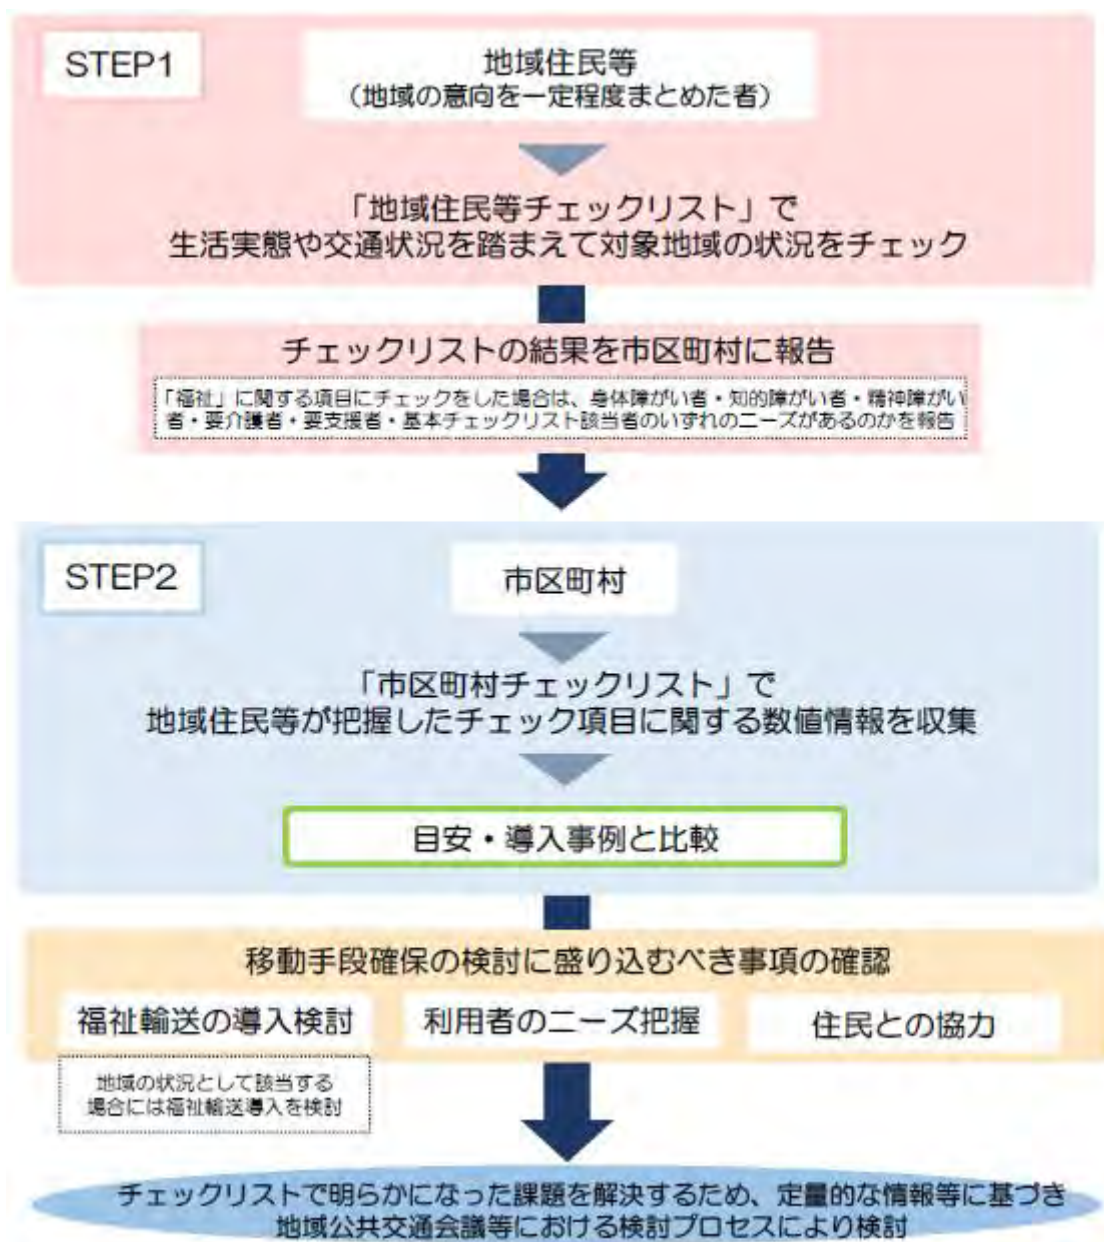 STEP1
地域住民等
（地域の意向を一定程度まとめた者）
「地域住民等チェックリスト」で
生活実態や交通状況を踏まえて対象地域の状況をチェック
チェックリストの結果を市区町村に報告
「福祉」に関する項目にチェックをした場合は、身体障がい者・知的障がい者・精神障がい
者・要介護者・要支援者・基本チェックリスト該当者のいずれのニーズがあるのかを報告
STEP2
市区町村
「市区町村チェックリスト」で
地域住民等が把握したチェック項目に関する数値情報を収集
目安・導入事例と比較
移動手段確保の検討に盛り込むべき事項の確認
福祉輸送の導入検討
利用者のニーズ把握
住民との協力
地域の状況として該当する
場合には福祉輸送導入を検討
チェックリストで明らかになった課題を解決するため、定量的な情報等に基づき
地域公共交通会議等における検討プロセスにより検討